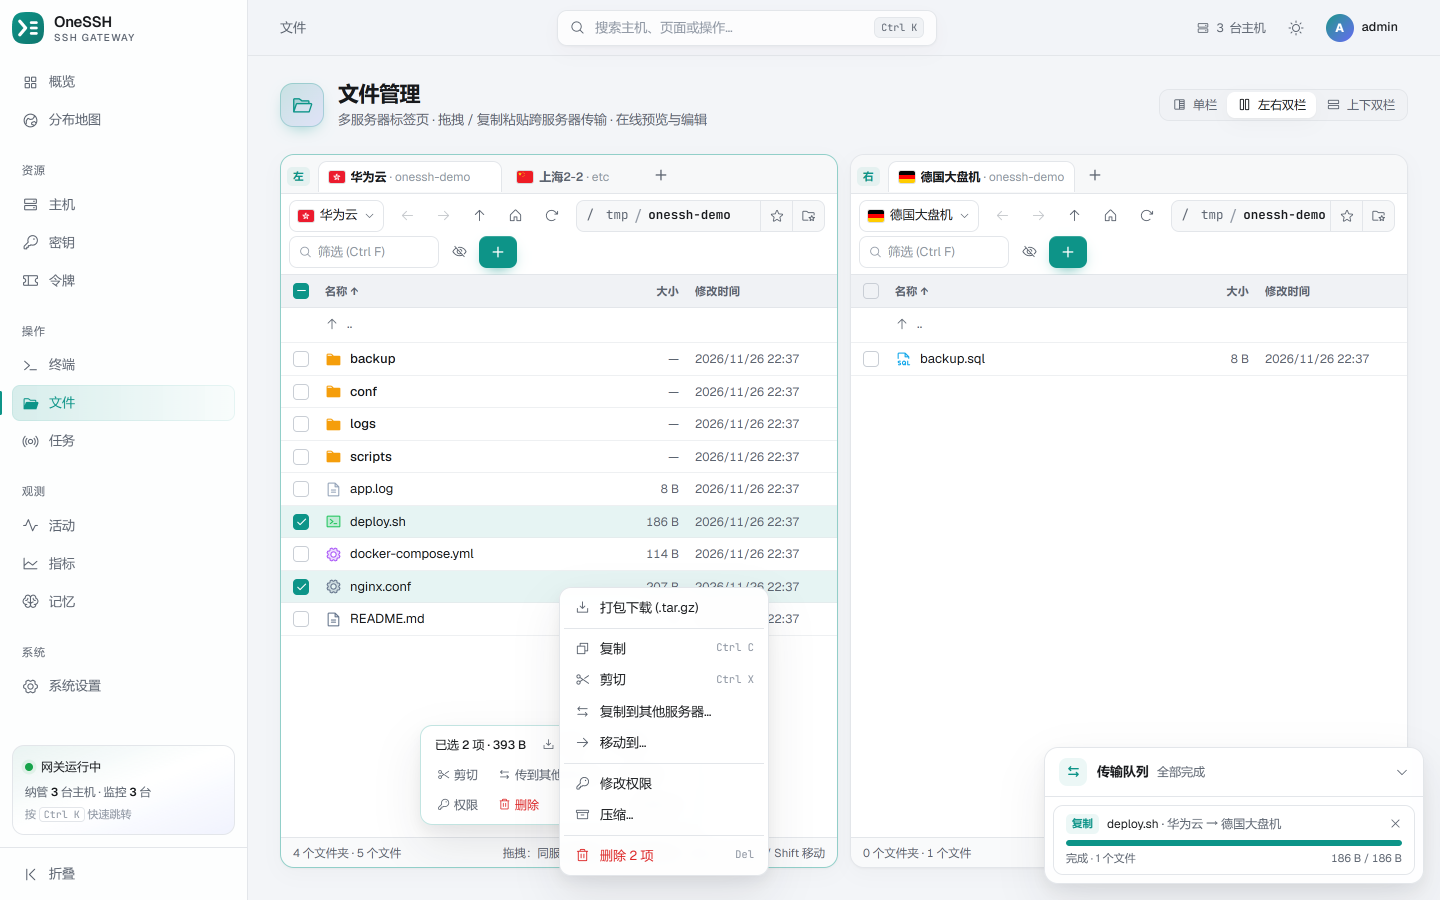 OneSSH
SSH GATEWAY
概览
分布地图
资源
主机
密钥
令牌
操作
终端
文件
任务
观测
活动
指标
记忆
系统
系统设置
网关运行中
纳管 3 台主机 · 监控 3 台
按 Ctrl K 快速跳转
折叠
文件
搜索主机、页面或操作...
Ctrl K
3 台主机
A
admin
文件管理
多服务器标签页 · 拖拽 / 复制粘贴跨服务器传输 · 在线预览与编辑
单栏
左右双栏
上下双栏
左
华为云 · onessh-demo
上海2-2 · etc
华为云
/ tmp / onessh-demo
筛选 (Ctrl F)
名称 大小 修改时间
..
backup — 2026/11/26 22:37
conf — 2026/11/26 22:37
logs — 2026/11/26 22:37
scripts — 2026/11/26 22:37
app.log 8 B 2026/11/26 22:37
deploy.sh 186 B 2026/11/26 22:37
docker-compose.yml 114 B 2026/11/26 22:37
nginx.conf 207 B 2026/11/26 22:37
README.md 22:37
已选 2 项 · 393 B
剪切 传到其他
权限 删除
4 个文件夹 · 5 个文件
拖拽：同服
/ Shift 移动
打包下载 (.tar.gz)
复制 Ctrl C
剪切 Ctrl X
复制到其他服务器...
移动到...
修改权限
压缩...
删除 2 项 Del
右
德国大盘机 · onessh-demo
德国大盘机
/ tmp / onessh-demo
筛选 (Ctrl F)
名称 大小 修改时间
..
backup.sql 8 B 2026/11/26 22:37
0 个文件夹 · 1 个文件
传输队列 全部完成
复制 deploy.sh · 华为云 → 德国大盘机
完成 · 1 个文件 186 B / 186 B